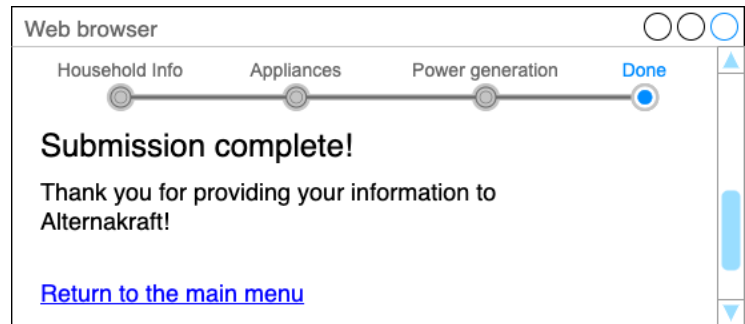 Web browser
Household Info Appliances Power generation Done
Submission complete!
Thank you for providing your information to
Alternakraft!
Return to the main menu